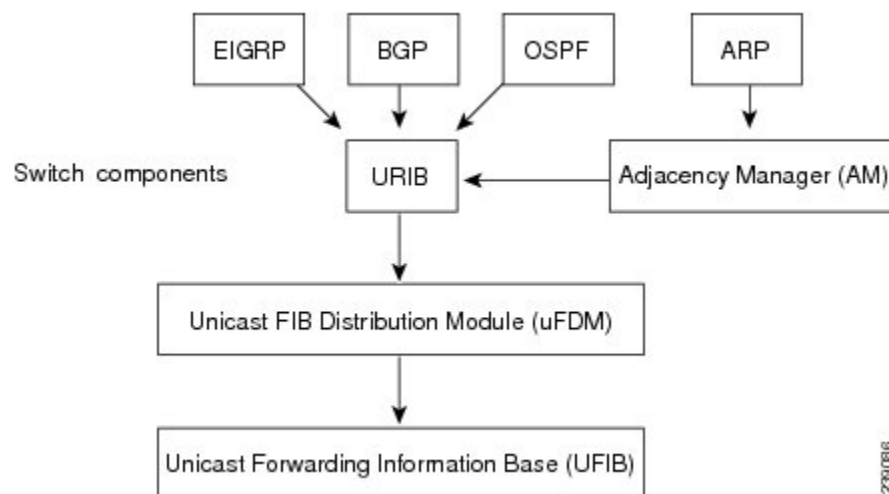 EIGRP
BGP
OSPF
ARP
Switch components
URIB
Adjacency Manager (AM)
Unicast FIB Distribution Module (uFDM)
Unicast Forwarding Information Base (UFIB)